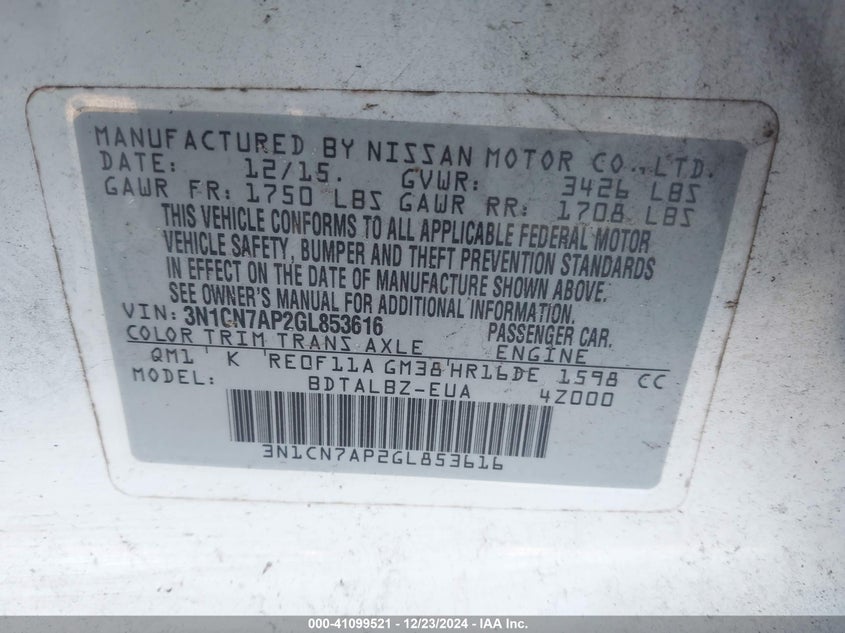 MANUFACTURED BY NISSAN MOTOR CO., LTD.
DATE: 12/15. GVWR: 3426 LBS
GAWR FR: 1750 LBS GAWR RR: 1708 LBS
THIS VEHICLE CONFORMS TO ALL APPLICABLE FEDERAL MOTOR
VEHICLE SAFETY, BUMPER AND THEFT PREVENTION STANDARDS
IN EFFECT ON THE DATE OF MANUFACTURE SHOWN ABOVE.
SEE OWNER'S MANUAL FOR ADDITIONAL INFORMATION.
VIN: 3N1CN7AP2GL853616 PASSENGER CAR.
COLOR TRIM TRANS AXLE ENGINE
QM1 K RE0F11A GM38 HR16DE 1598 CC
MODEL: BDTALBZ-EUA 4Z000
3N1CN7AP2GL853616
000-41099521 - 12/23/2024 - IAA Inc.